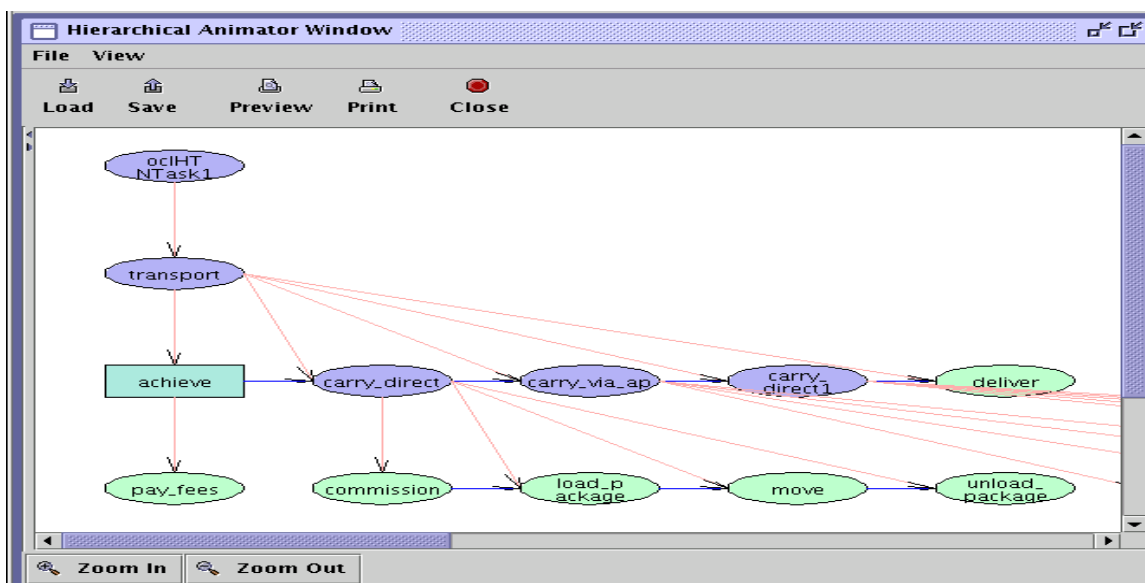 Hierarchical Animator Window
File View
Load Save Preview Print Close
oclHT
NTask1
transport
achieve carry_direct carry_via_ap carry_
direct1 deliver
pay_fees commission load_p
ackage move unload_
package
Zoom In Zoom Out